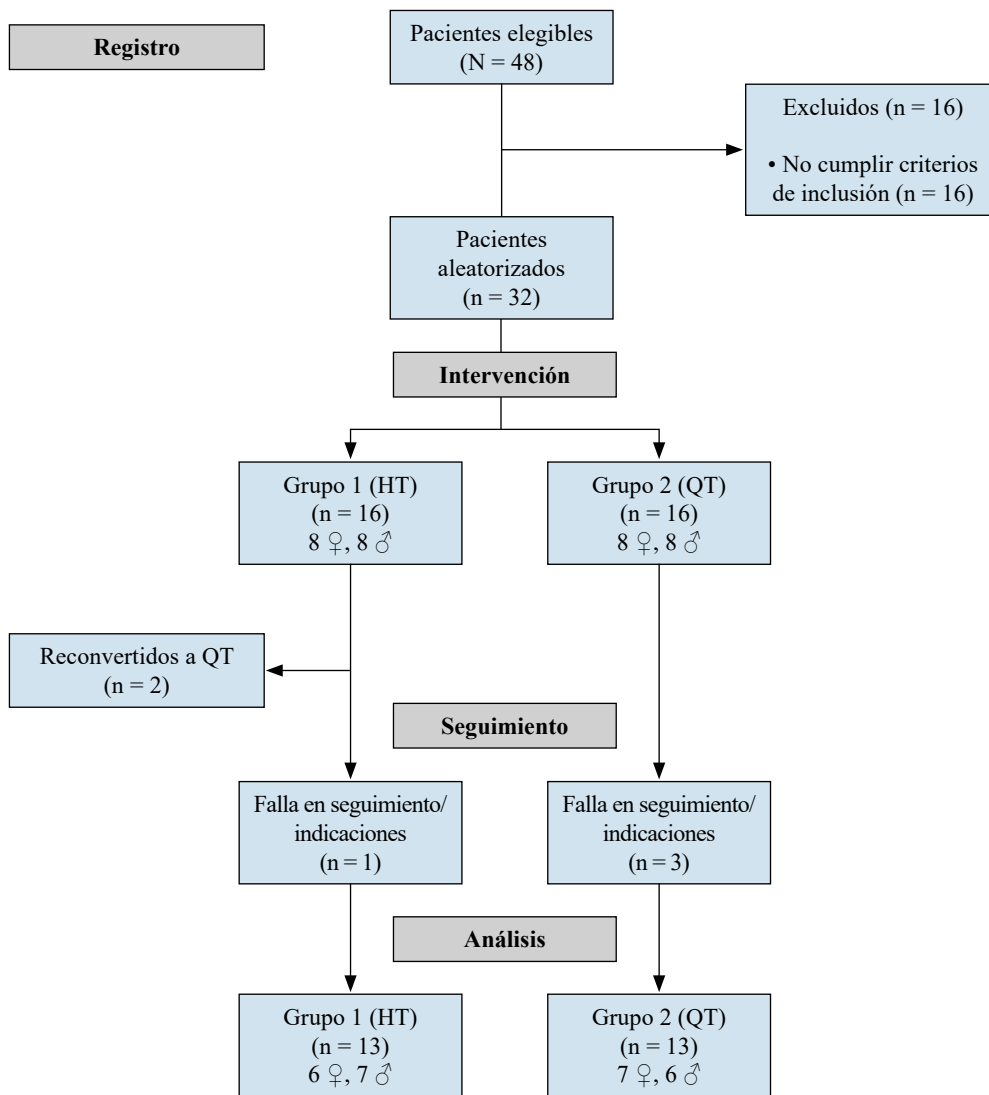 Registro
Pacientes elegibles
(N = 48)
Excluidos (n = 16)
• No cumplir criterios
de inclusión (n = 16)
Pacientes
aleatorizados
(n = 32)
Intervención
Grupo 1 (HT)
(n = 16)
8 ♀, 8 ♂
Grupo 2 (QT)
(n = 16)
8 ♀, 8 ♂
Reconvertidos a QT
(n = 2)
Seguimiento
Falla en seguimiento/
indicaciones
(n = 1)
Falla en seguimiento/
indicaciones
(n = 3)
Análisis
Grupo 1 (HT)
(n = 13)
6 ♀, 7 ♂
Grupo 2 (QT)
(n = 13)
7 ♀, 6 ♂